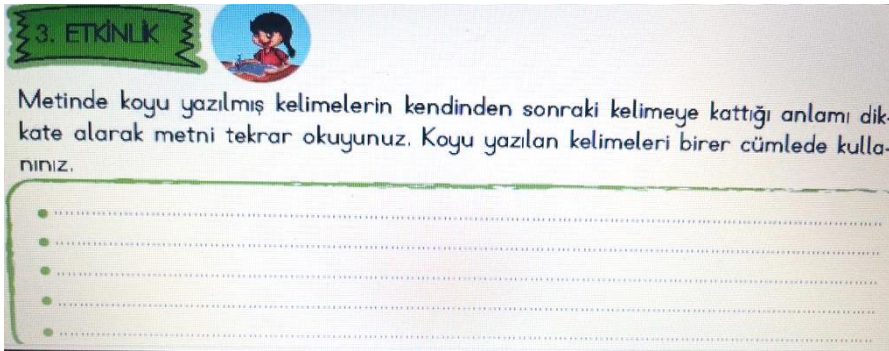 3. ETKİNLİK
Metinde koyu yazılmış kelimelerin kendinden sonraki kelimeye kattığı anlamı dik-
kate alarak metni tekrar okuyunuz. Koyu yazılan kelimeleri birer cümlede kulla-
nınız.